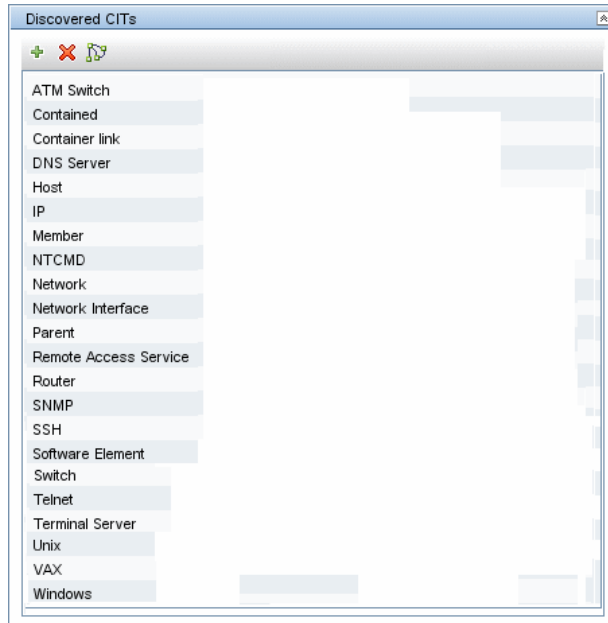 Discovered CITs
ATM Switch
Contained
Container link
DNS Server
Host
IP
Member
NTCMD
Network
Network Interface
Parent
Remote Access Service
Router
SNMP
SSH
Software Element
Switch
Telnet
Terminal Server
Unix
VAX
Windows